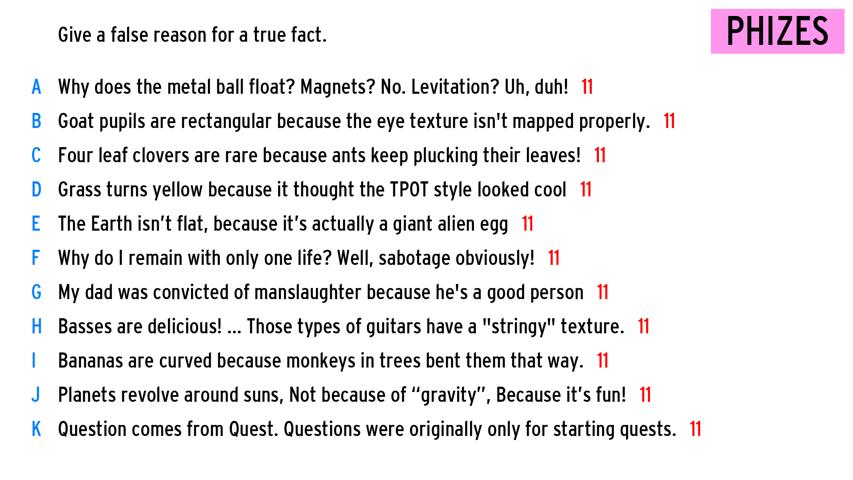 Give a false reason for a true fact.
PHIZES
A Why does the metal ball float? Magnets? No. Levitation? Uh, duh! 11
B Goat pupils are rectangular because the eye texture isn't mapped properly. 11
C Four leaf clovers are rare because ants keep plucking their leaves! 11
D Grass turns yellow because it thought the TPOT style looked cool 11
E The Earth isn’t flat, because it’s actually a giant alien egg 11
F Why do I remain with only one life? Well, sabotage obviously! 11
G My dad was convicted of manslaughter because he's a good person 11
H Basses are delicious! ... Those types of guitars have a "stringy" texture. 11
I Bananas are curved because monkeys in trees bent them that way. 11
J Planets revolve around suns, Not because of “gravity”, Because it’s fun! 11
K Question comes from Quest. Questions were originally only for starting quests. 11